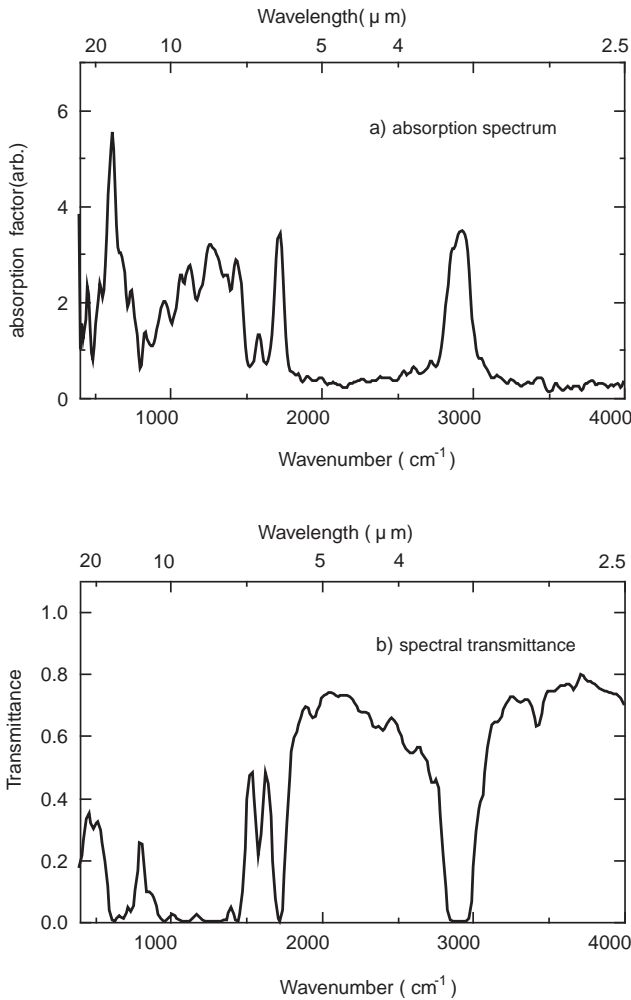 Wavelength( μ m)
20 10 5 4 2.5
a) absorption spectrum
absorption factor(arb.)
6
4
2
0
1000 2000 3000 4000
Wavenumber ( cm-1 )
Wavelength ( μ m)
20 10 5 4 2.5
b) spectral transmittance
Transmittance
1.0
0.8
0.6
0.4
0.2
0.0
1000 2000 3000 4000
Wavenumber ( cm-1 )